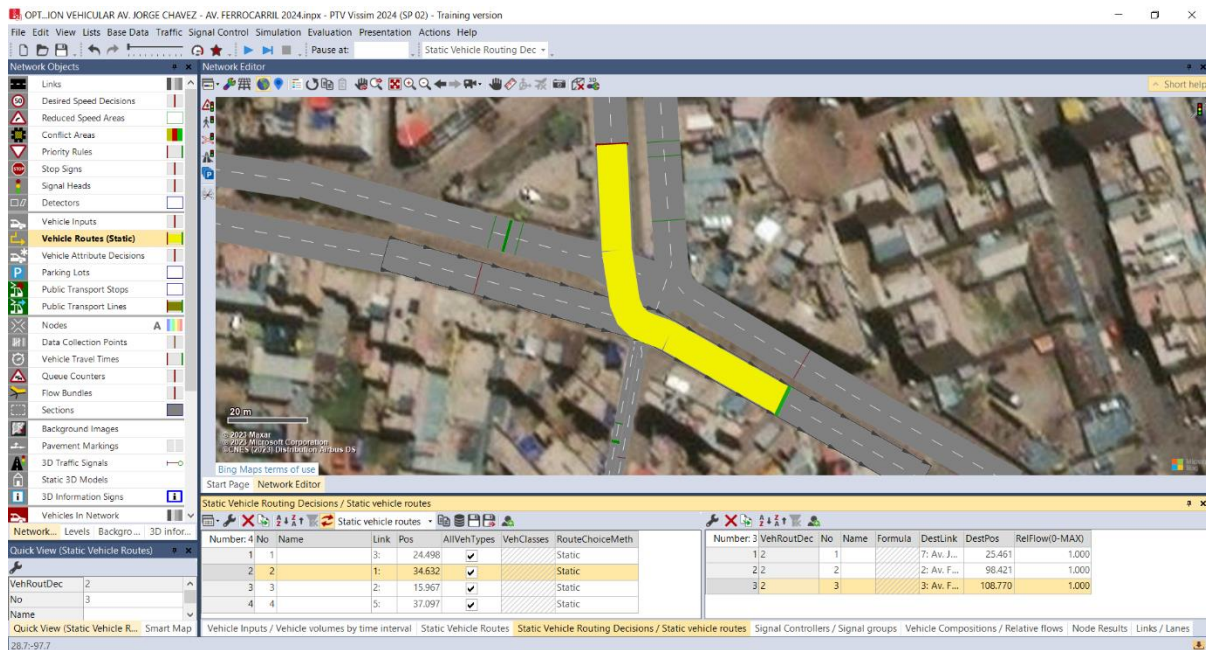 OPT...ION VEHICULAR AV. JORGE CHAVEZ - AV. FERROCARRIL 2024.inpx - PTV Vissim 2024 (SP 02) - Training version
File Edit View Lists Base Data Traffic Signal Control Simulation Evaluation Presentation Actions Help
Pause at: Static Vehicle Routing Dec
Network Objects
Links
Desired Speed Decisions
Reduced Speed Areas
Conflict Areas
Priority Rules
Stop Signs
Signal Heads
Detectors
Vehicle Inputs
Vehicle Routes (Static)
Vehicle Attribute Decisions
Parking Lots
Public Transport Stops
Public Transport Lines
Nodes A
Data Collection Points
Vehicle Travel Times
Queue Counters
Flow Bundles
Sections
Background Images
Pavement Markings
3D Traffic Signals
Static 3D Models
3D Information Signs
Vehicles In Network
Network... Levels Backgro... 3D infor...
Quick View (Static Vehicle Routes)
VehRoutDec 2
No 3
Name
Quick View (Static Vehicle R... Smart Map
28.7:-97.7
Network Editor
Short help
20 m
© 2023 Maxar
©2023 Microsoft Corporation
©CNES (2023) Distribution Airbus DS
Bing Maps terms of use
Start Page Network Editor
Static Vehicle Routing Decisions / Static vehicle routes
Static vehicle routes
Number: 4 No Name Link Pos AllVehTypes VehClasses RouteChoiceMeth
1 1 3: 24.498 Static
2 2 1: 34.632 Static
3 3 2: 15.967 Static
4 4 5: 37.097 Static
Number: 3 VehRoutDec No Name Formula DestLink DestPos RelFlow(0-MAX)
1 2 1 7: Av. J... 25.461 1.000
2 2 2 2: Av. F... 98.421 1.000
3 2 3 3: Av. F... 108.770 1.000
Vehicle Inputs / Vehicle volumes by time interval Static Vehicle Routes Static Vehicle Routing Decisions / Static vehicle routes Signal Controllers / Signal groups Vehicle Compositions / Relative flows Node Results Links / Lanes